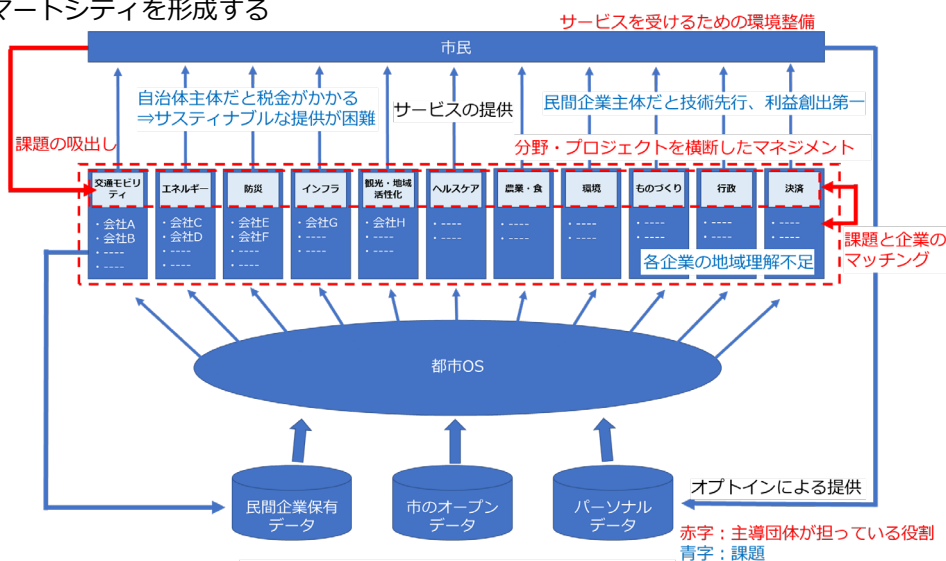 マートシティを形成する
サービスを受けるための環境整備
市民
自治体主体だと税金がかかる
⇒サスティナブルな提供が困難
サービスの提供
民間企業主体だと技術先行、利益創出第一
課題の吸出し
分野・プロジェクトを横断したマネジメント
交通モビリ
ティ
エネルギー
防災
インフラ
観光・地域
活性化
ヘルスケア
農業・食
環境
ものづくり
行政
決済
・会社A
・会社B
・----
・----
・会社C
・会社D
・----
・----
・会社E
・会社F
・----
・----
・会社G
・----
・----
・会社H
・----
・----
・----
・----
・----
・----
・----
・----
・----
・----
・----
・----
・----
・----
各企業の地域理解不足
課題と企業の
マッチング
都市OS
民間企業保有
データ
市のオープン
データ
パーソナル
データ
オプトインによる提供
赤字：主導団体が担っている役割
青字：課題